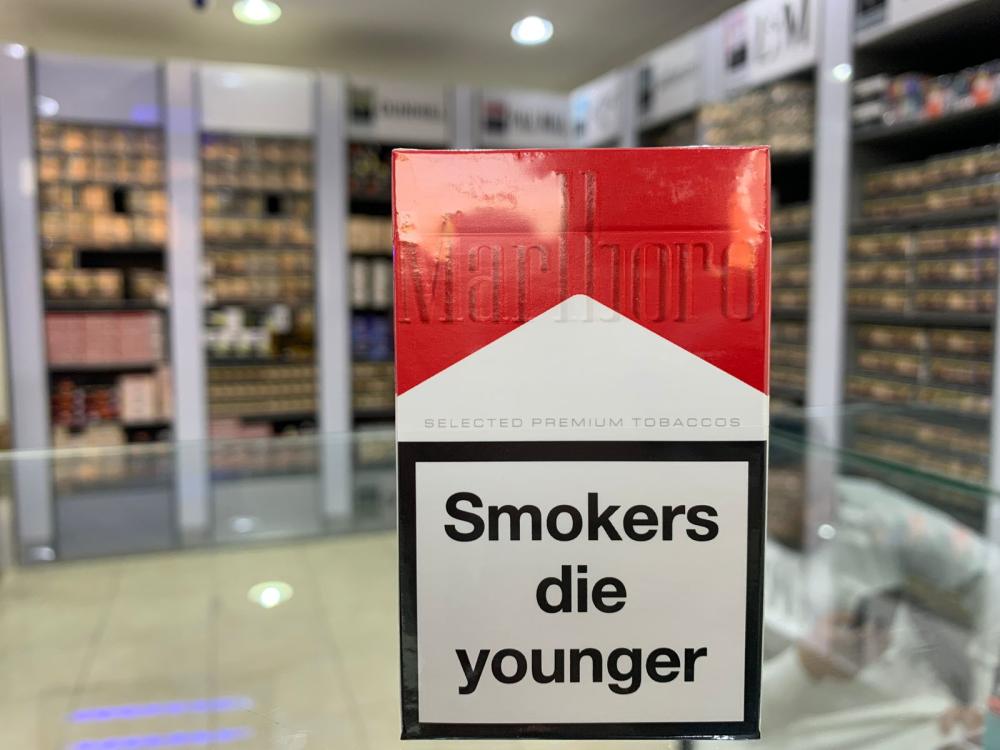 Marlboro
SELECTED PREMIUM TOBACCOS
Smokers
die
younger